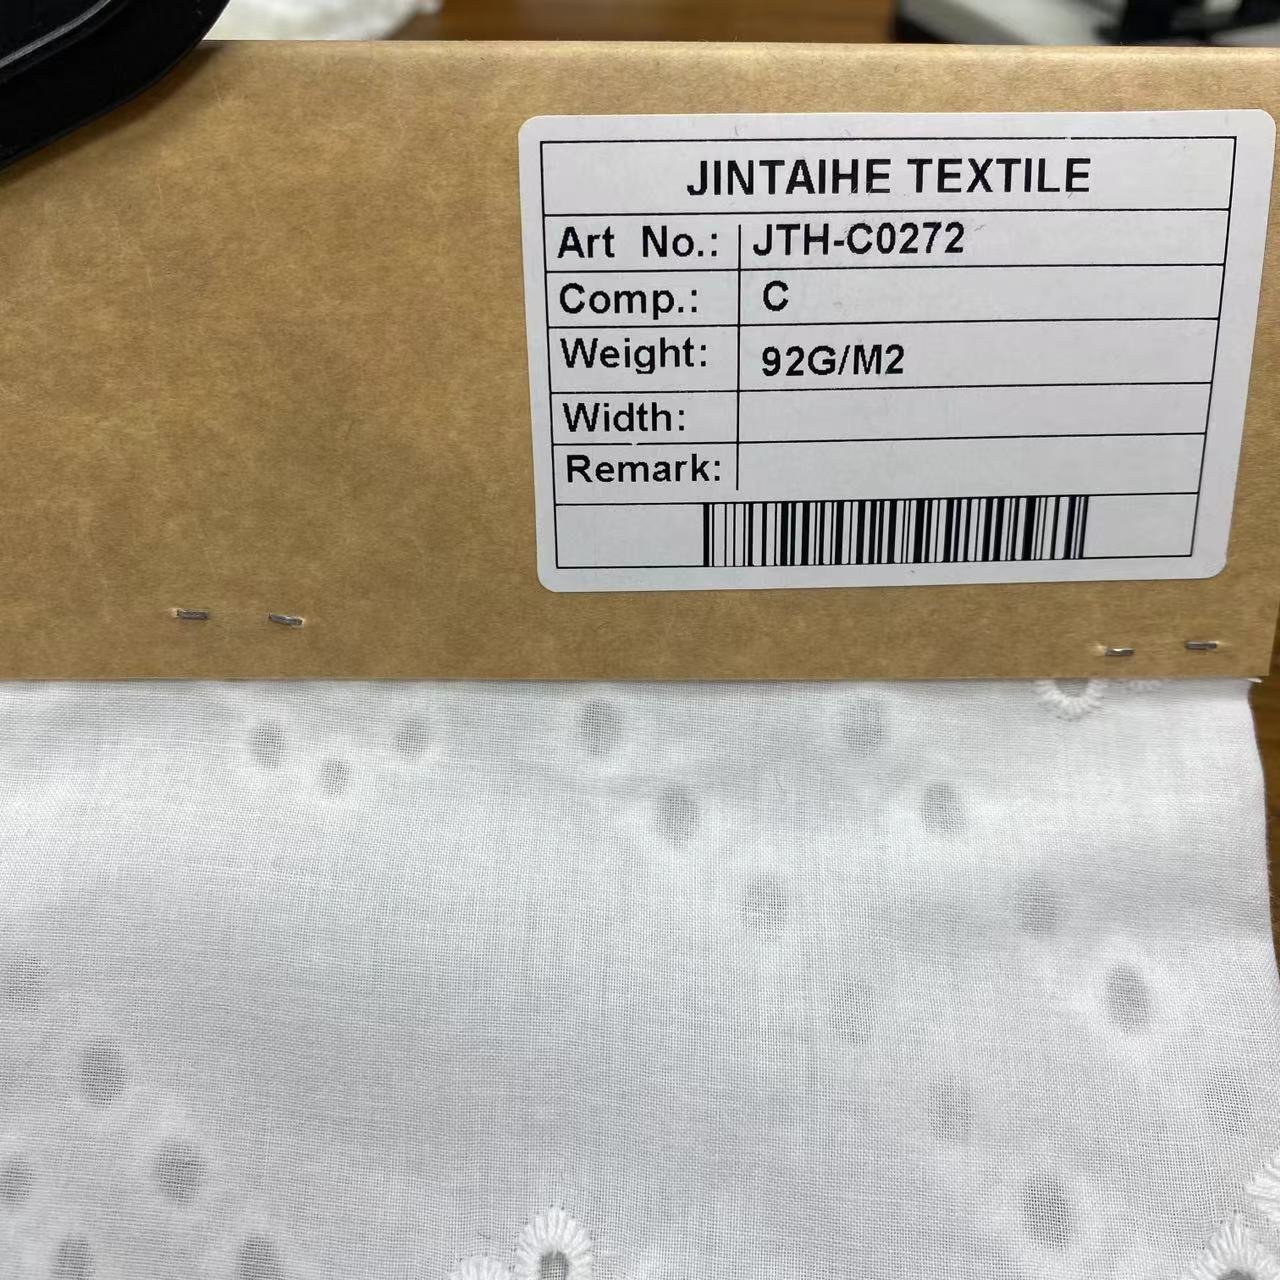 JINTAIHE TEXTILE
Art No.: JTH-C0272
Comp.: C
Weight: 92G/M2
Width:
Remark: